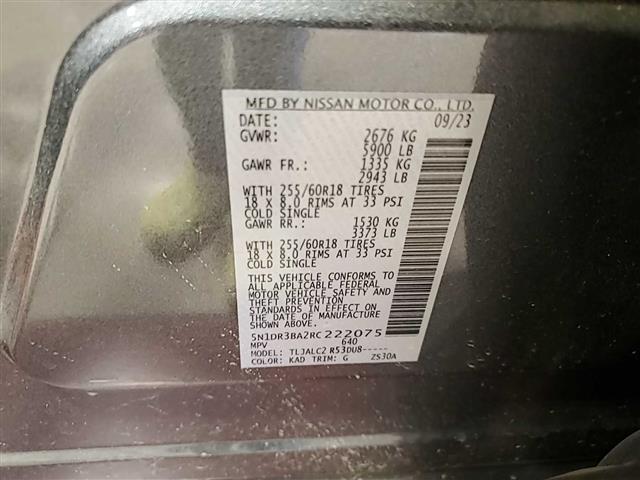 MFD BY NISSAN MOTOR CO., LTD.
DATE: 09/23
GVWR: 2676 KG
5900 LB
GAWR FR.: 1335 KG
2943 LB
WITH 255/60R18 TIRES
18 X 8.0 RIMS AT 33 PSI
COLD SINGLE
GAWR RR.: 1530 KG
3373 LB
WITH 255/60R18 TIRES
18 X 8.0 RIMS AT 33 PSI
COLD SINGLE
THIS VEHICLE CONFORMS TO
ALL APPLICABLE FEDERAL
MOTOR VEHICLE SAFETY AND
THEFT PREVENTION
STANDARDS IN EFFECT ON
THE DATE OF MANUFACTURE
SHOWN ABOVE.
5N1DR3BA2RC222075
MPV 640
MODEL: TLJALC2 R53DU8-----
COLOR: KAD TRIM: G ZS30A